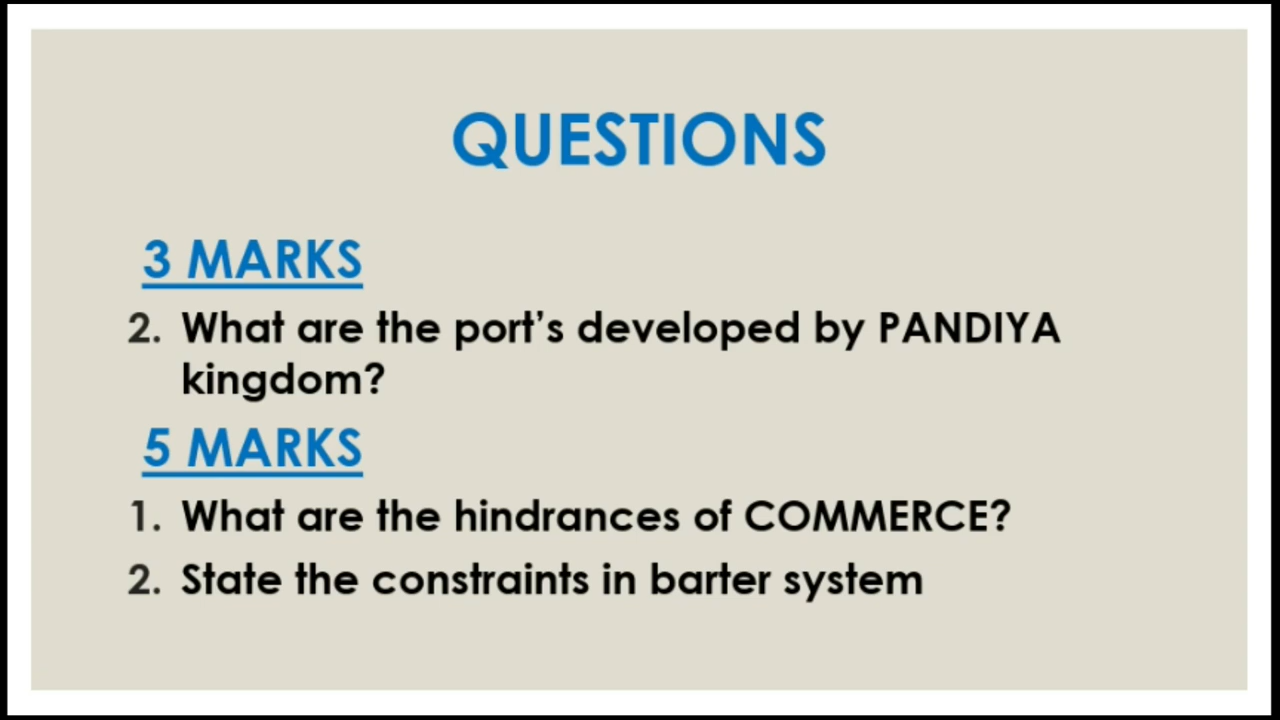 QUESTIONS
3 MARKS
2. What are the port’s developed by PANDIYA
kingdom?
5 MARKS
1. What are the hindrances of COMMERCE?
2. State the constraints in barter system